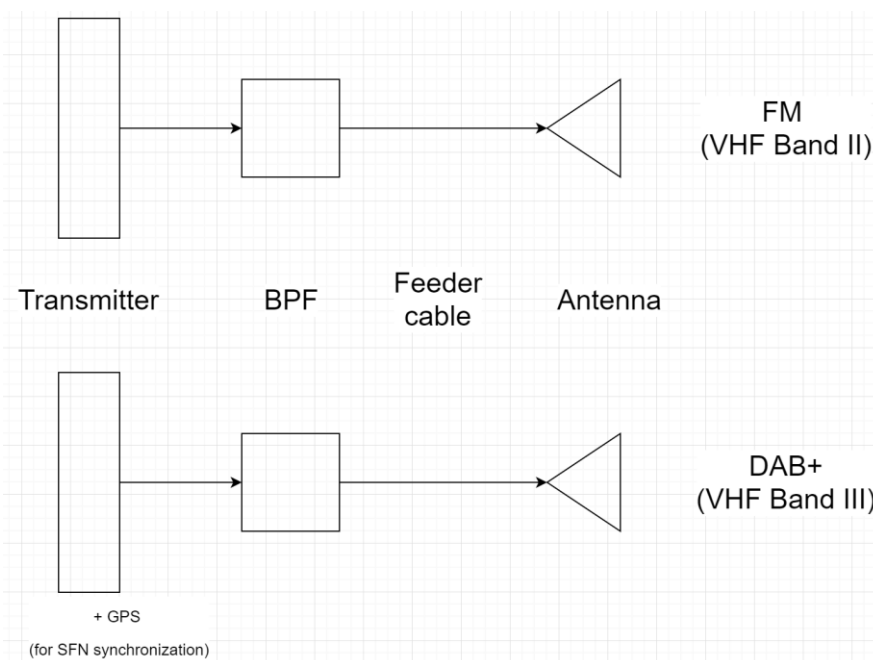 FM
(VHF Band II)
Transmitter
BPF
Feeder
cable
Antenna
DAB+
(VHF Band III)
+ GPS
(for SFN synchronization)